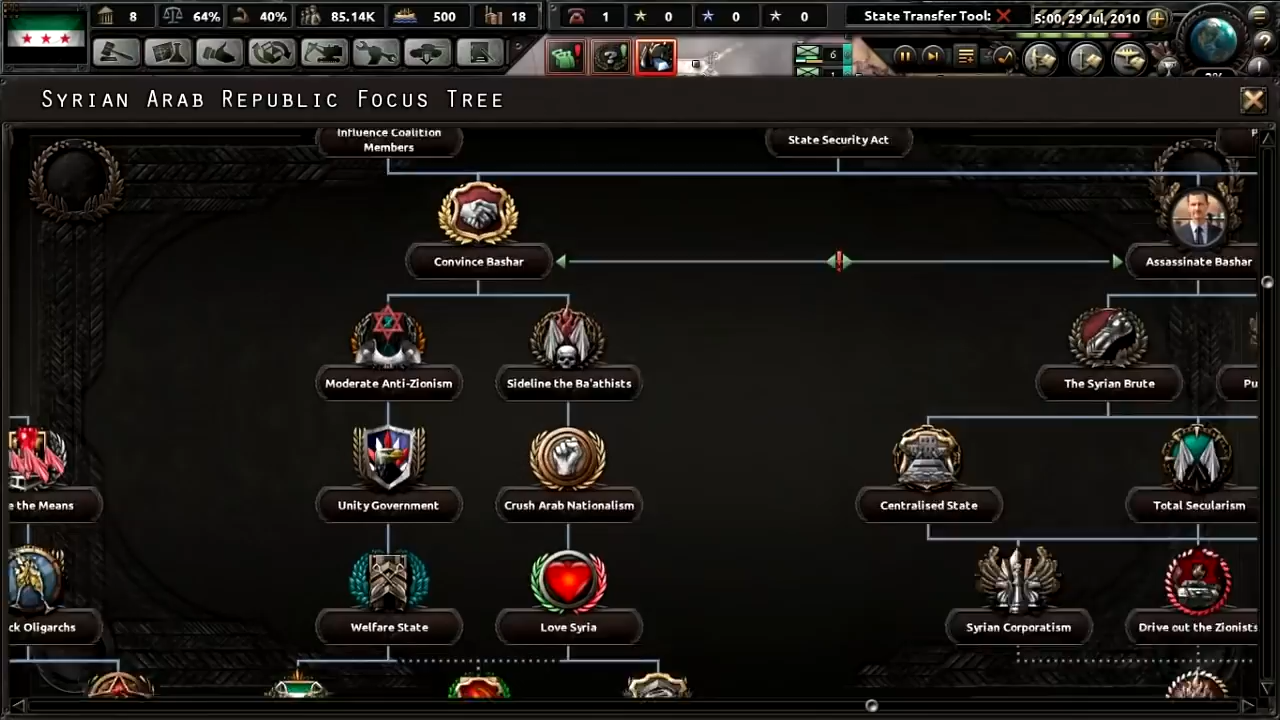 8 64% 40% 85.14K 500 18 1 0 0 0 State Transfer Tool: 5:00, 29 Jul, 2010
6
SYRIAN ARAB REPUBLIC FOCUS TREE
Influence Coalition
Members
State Security Act
Convince Bashar
Assassinate Bashar
Moderate Anti-Zionism
Sideline the Ba'athists
The Syrian Brute
Pu
e the Means
Unity Government
Crush Arab Nationalism
Centralised State
Total Secularism
ck Oligarchs
Welfare State
Love Syria
Syrian Corporatism
Drive out the Zionists